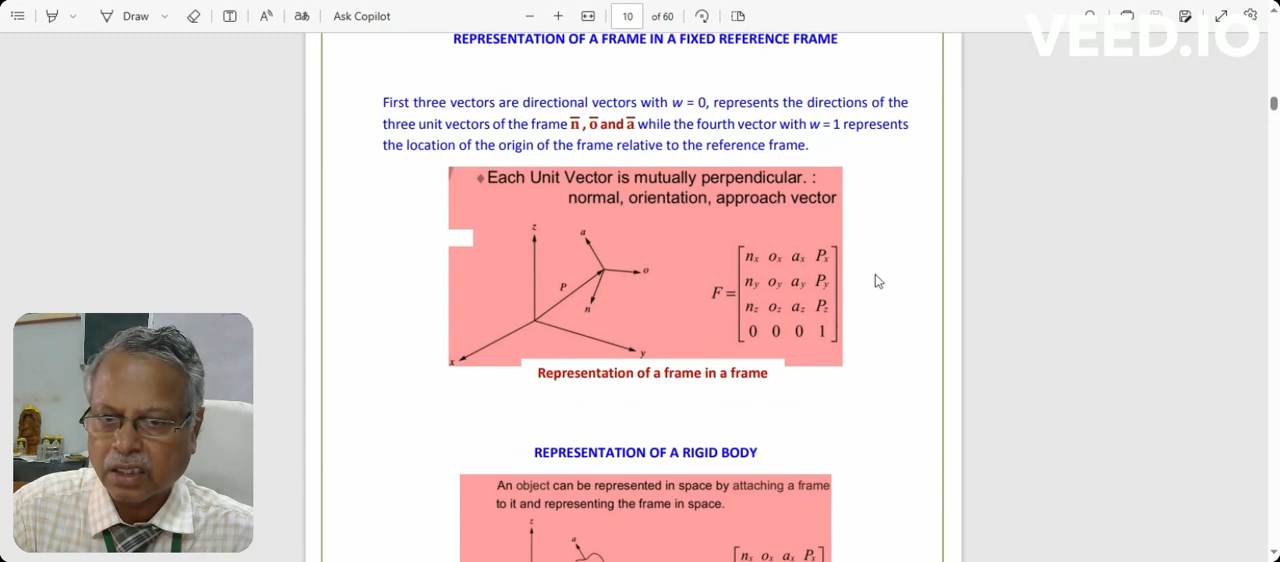 Draw
Ask Copilot
10 of 60
VEED.IO
REPRESENTATION OF A FRAME IN A FIXED REFERENCE FRAME
First three vectors are directional vectors with w = 0, represents the directions of the
three unit vectors of the frame n̅ , o̅ and a̅ while the fourth vector with w = 1 represents
the location of the origin of the frame relative to the reference frame.
Each Unit Vector is mutually perpendicular. :
normal, orientation, approach vector
z
a
o
P
n
x
y
F =
nx ox ax Px
ny oy ay Py
nz oz az Pz
0 0 0 1
Representation of a frame in a frame
REPRESENTATION OF A RIGID BODY
An object can be represented in space by attaching a frame
to it and representing the frame in space.
z
a
nx ox ax Px